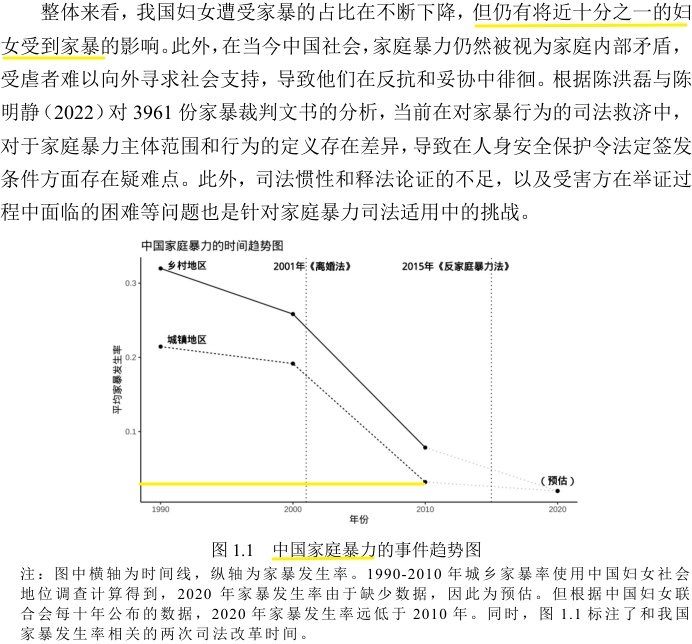 整体来看，我国妇女遭受家暴的占比在不断下降，但仍有将近十分之一的妇
女受到家暴的影响。此外，在当今中国社会，家庭暴力仍然被视为家庭内部矛盾，
受虐者难以向外寻求社会支持，导致他们在反抗和妥协中徘徊。根据陈洪磊与陈
明静（2022）对 3961 份家暴裁判文书的分析，当前在对家暴行为的司法救济中，
对于家庭暴力主体范围和行为的定义存在差异，导致在人身安全保护令法定签发
条件方面存在疑难点。此外，司法惯性和释法论证的不足，以及受害方在举证过
程中面临的困难等问题也是针对家庭暴力司法适用中的挑战。
中国家庭暴力的时间趋势图
乡村地区
2001年《离婚法》
2015年《反家庭暴力法》
0.3
城镇地区
0.2
平均家暴发生率
0.1
（预估）
1990
2000
2010
2020
年份
图 1.1 中国家庭暴力的事件趋势图
注：图中横轴为时间线，纵轴为家暴发生率。1990-2010 年城乡家暴率使用中国妇女社会
地位调查计算得到，2020 年家暴发生率由于缺少数据，因此为预估。但根据中国妇女联
合会每十年公布的数据，2020 年家暴发生率远低于 2010 年。同时，图 1.1 标注了和我国
家暴发生率相关的两次司法改革时间。